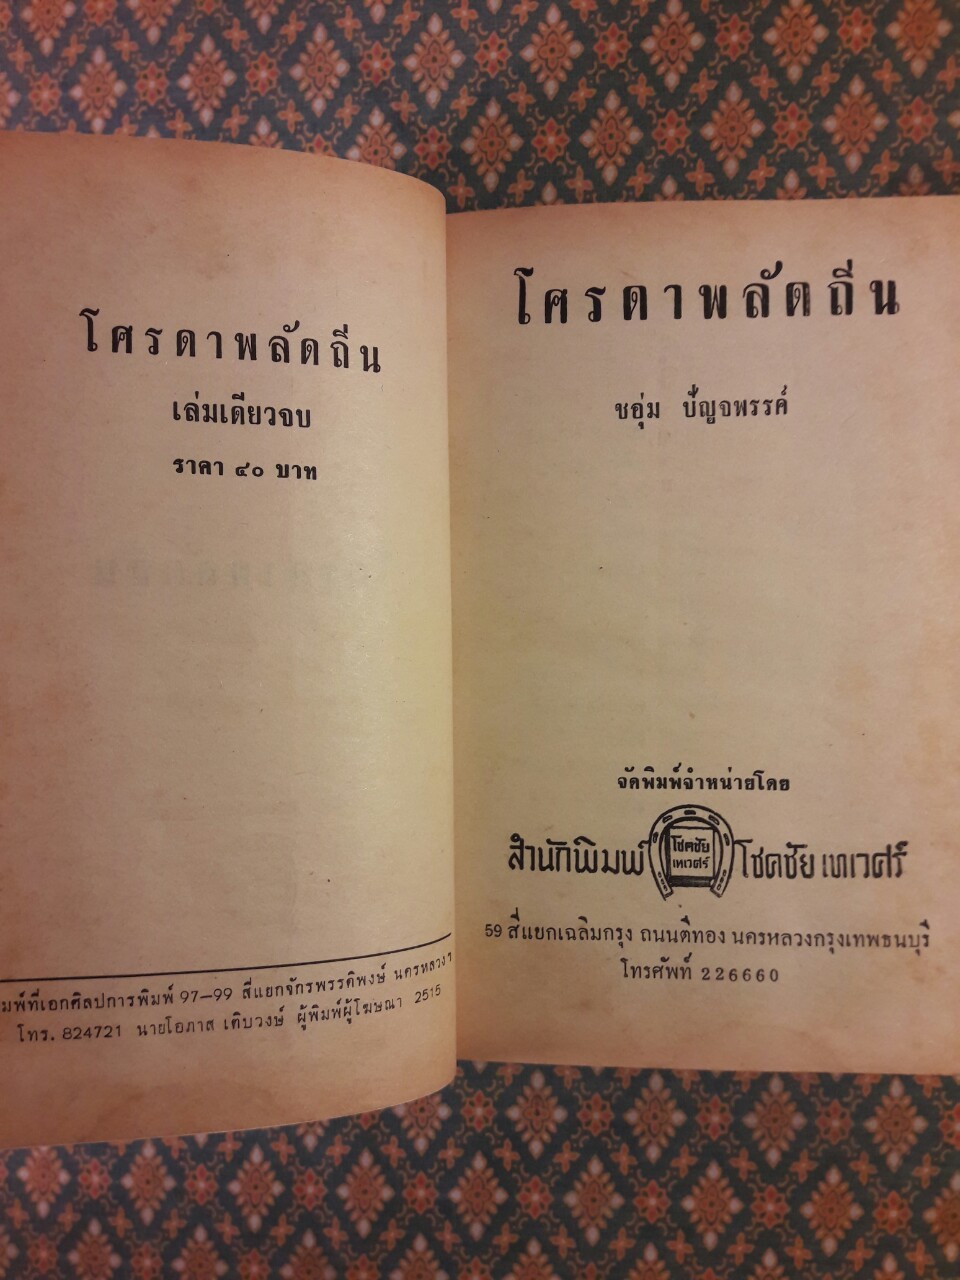 โศรดาพลัดถิ่น
เล่มเดียวจบ
ราคา ๔๐ บาท
มพ์ที่เอกศิลปการพิมพ์ 97–99 สี่แยกจักรพรรดิพงษ์ นครหลวงฯ
โทร. 824721 นายโอภาส เติบวงษ์ ผู้พิมพ์ผู้โฆษณา 2515
โศรดาพลัดถิ่น
ชอุ่ม ปัญจพรรค์
จัดพิมพ์จำหน่ายโดย
สำนักพิมพ์ โชคชัย เทเวศร์ โชคชัยเทเวศร์
59 สี่แยกเฉลิมกรุง ถนนตีทอง นครหลวงกรุงเทพธนบุรี
โทรศัพท์ 226660